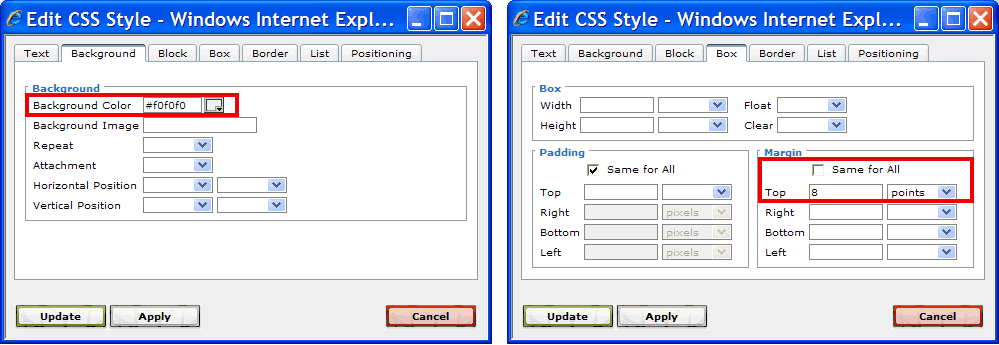 Edit CSS Style - Windows Internet Expl...
Text Background Block Box Border List Positioning
Background
Background Color #f0f0f0
Background Image
Repeat
Attachment
Horizontal Position
Vertical Position
Update Apply Cancel
Edit CSS Style - Windows Internet Expl...
Text Background Block Box Border List Positioning
Box
Width Float
Height Clear
Padding
Same for All
Top
Right pixels
Bottom pixels
Left pixels
Margin
Same for All
Top 8 points
Right
Bottom
Left
Update Apply Cancel